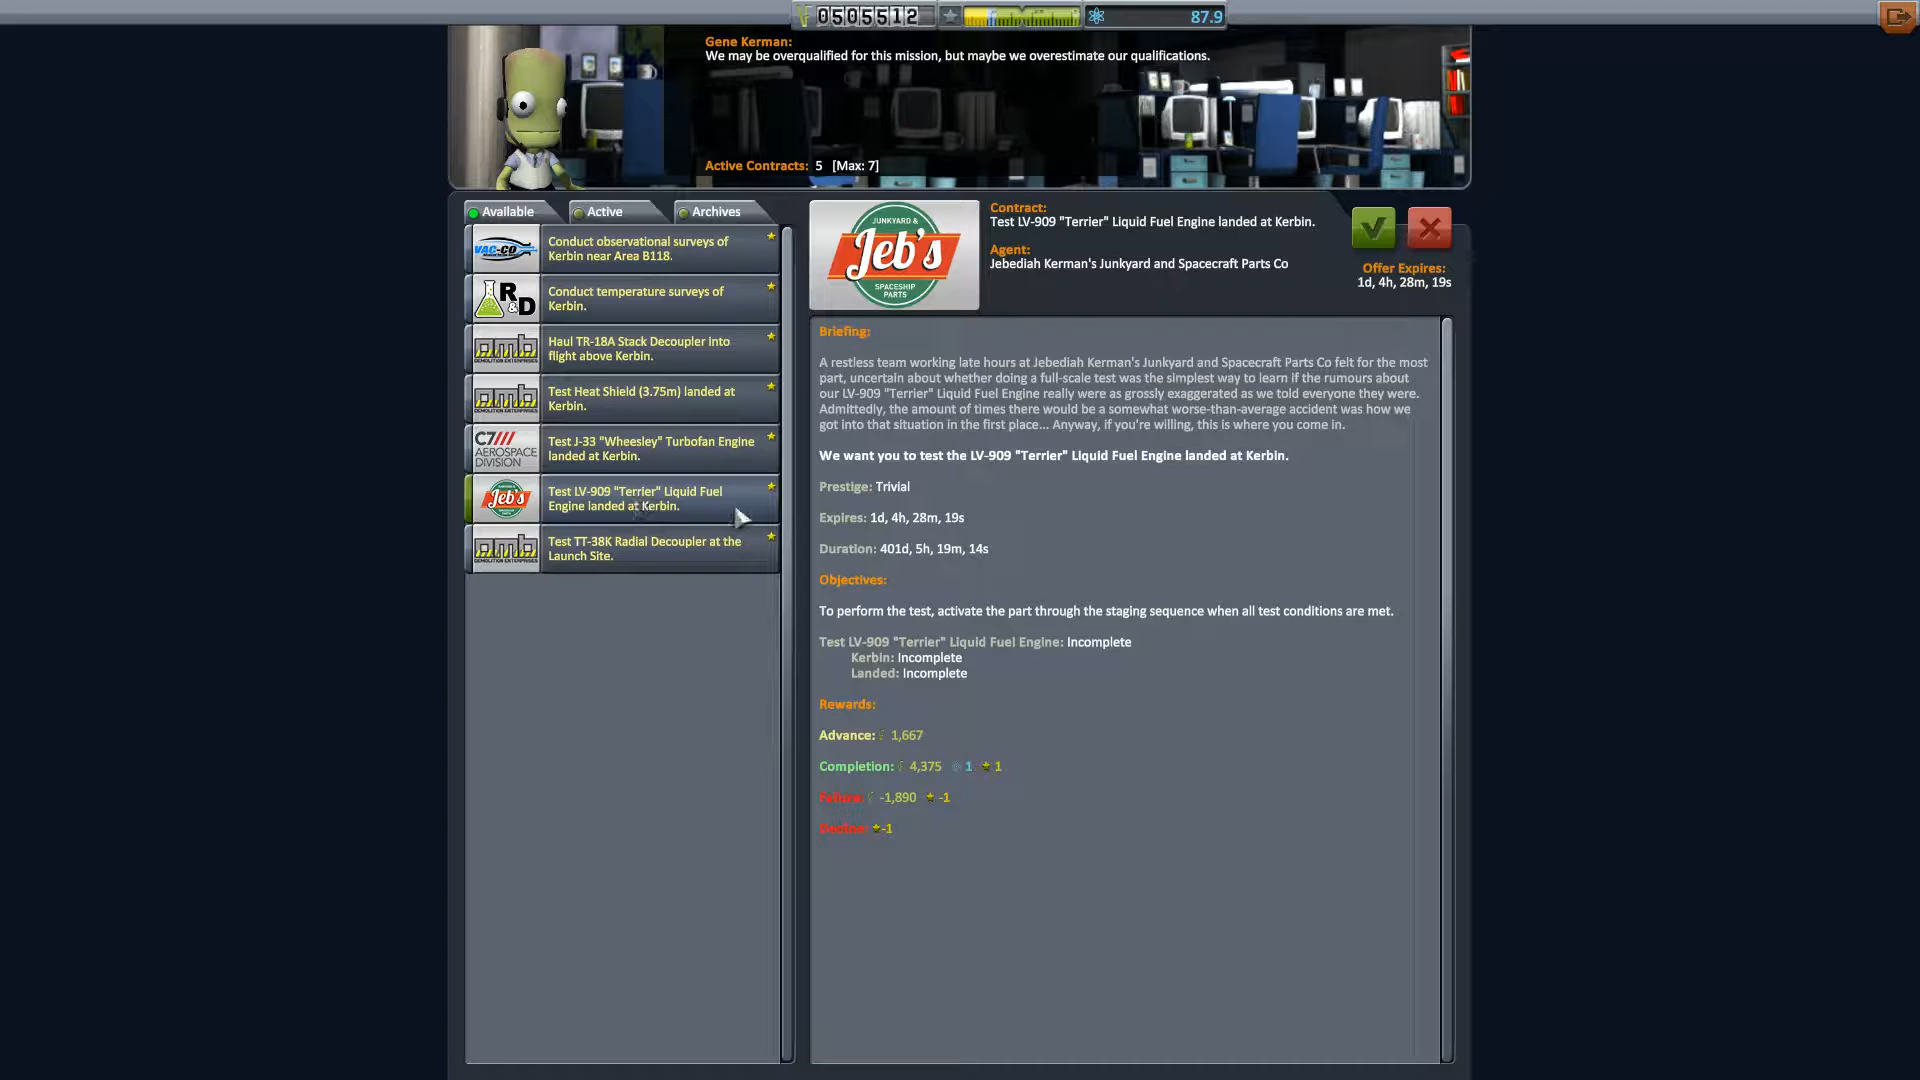 0505512
87.9
Gene Kerman:
We may be overqualified for this mission, but maybe we overestimate our qualifications.
Active Contracts: 5 [Max: 7]
Available
Active
Archives
VAC-CO
Conduct observational surveys of
Kerbin near Area B118.
R&D
Conduct temperature surveys of
Kerbin.
DEMOLITION ENTERPRISES
Haul TR-18A Stack Decoupler into
flight above Kerbin.
DEMOLITION ENTERPRISES
Test Heat Shield (3.75m) landed at
Kerbin.
C7///
AEROSPACE
DIVISION
Test J-33 "Wheesley" Turbofan Engine
landed at Kerbin.
Jeb's
Test LV-909 "Terrier" Liquid Fuel
Engine landed at Kerbin.
DEMOLITION ENTERPRISES
Test TT-38K Radial Decoupler at the
Launch Site.
JUNKYARD &
Jeb's
SPACESHIP
PARTS
Contract:
Test LV-909 "Terrier" Liquid Fuel Engine landed at Kerbin.
Agent:
Jebediah Kerman's Junkyard and Spacecraft Parts Co
Offer Expires:
1d, 4h, 28m, 19s
Briefing:
A restless team working late hours at Jebediah Kerman's Junkyard and Spacecraft Parts Co felt for the most
part, uncertain about whether doing a full-scale test was the simplest way to learn if the rumours about
our LV-909 "Terrier" Liquid Fuel Engine really were as grossly exaggerated as we told everyone they were.
Admittedly, the amount of times there would be a somewhat worse-than-average accident was how we
got into that situation in the first place... Anyway, if you're willing, this is where you come in.
We want you to test the LV-909 "Terrier" Liquid Fuel Engine landed at Kerbin.
Prestige: Trivial
Expires: 1d, 4h, 28m, 19s
Duration: 401d, 5h, 19m, 14s
Objectives:
To perform the test, activate the part through the staging sequence when all test conditions are met.
Test LV-909 "Terrier" Liquid Fuel Engine: Incomplete
Kerbin: Incomplete
Landed: Incomplete
Rewards:
Advance: 1,667
Completion: 4,375 1 1
Failure: -1,890 -1
Decline: -1